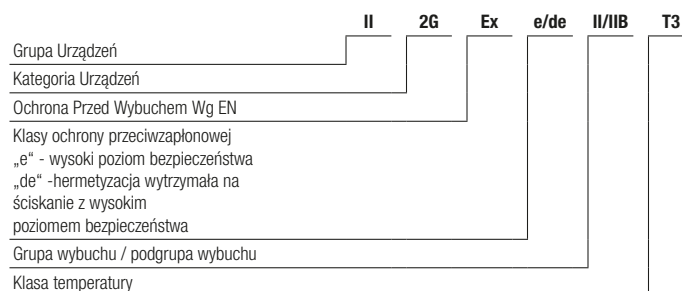 II 2G Ex e/de II/IIB T3
Grupa Urządzeń
Kategoria Urządzeń
Ochrona Przed Wybuchem Wg EN
Klasy ochrony przeciwzapłonowej
„e“ - wysoki poziom bezpieczeństwa
„de“ -hermetyzacja wytrzymała na
ściskanie z wysokim
poziomem bezpieczeństwa
Grupa wybuchu / podgrupa wybuchu
Klasa temperatury